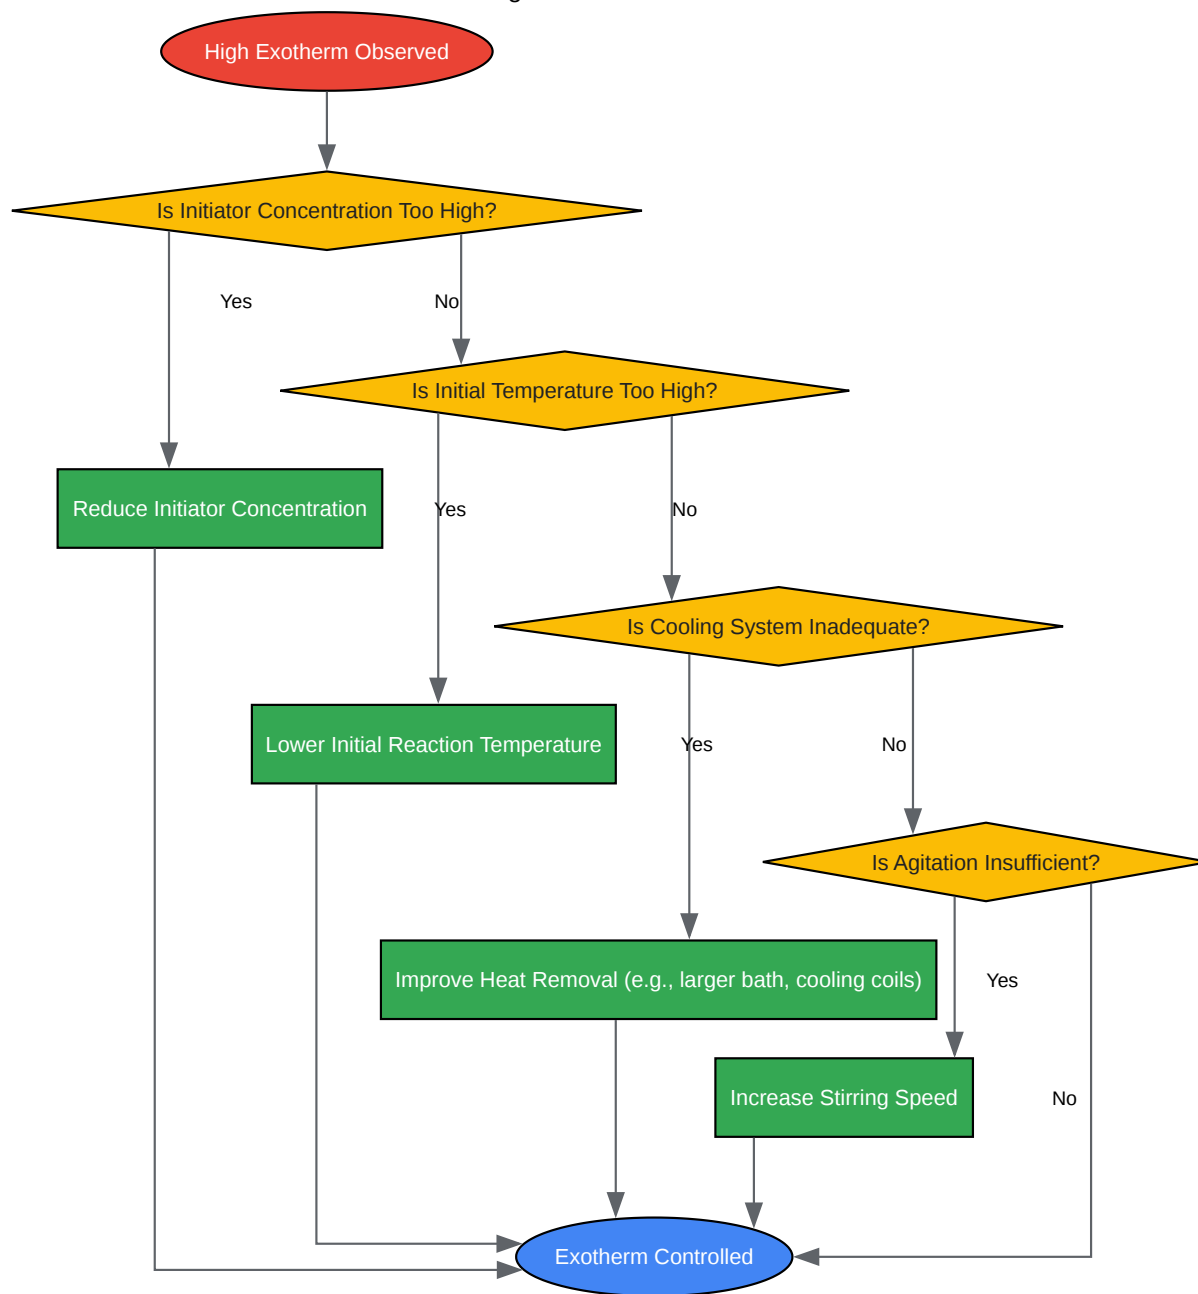 High Exotherm Observed
Is Initiator Concentration Too High?
Yes
No
Is Initial Temperature Too High?
Reduce Initiator Concentration
Yes
No
Is Cooling System Inadequate?
Lower Initial Reaction Temperature
Yes
No
Is Agitation Insufficient?
Improve Heat Removal (e.g., larger bath, cooling coils)
Yes
Increase Stirring Speed
No
Exotherm Controlled